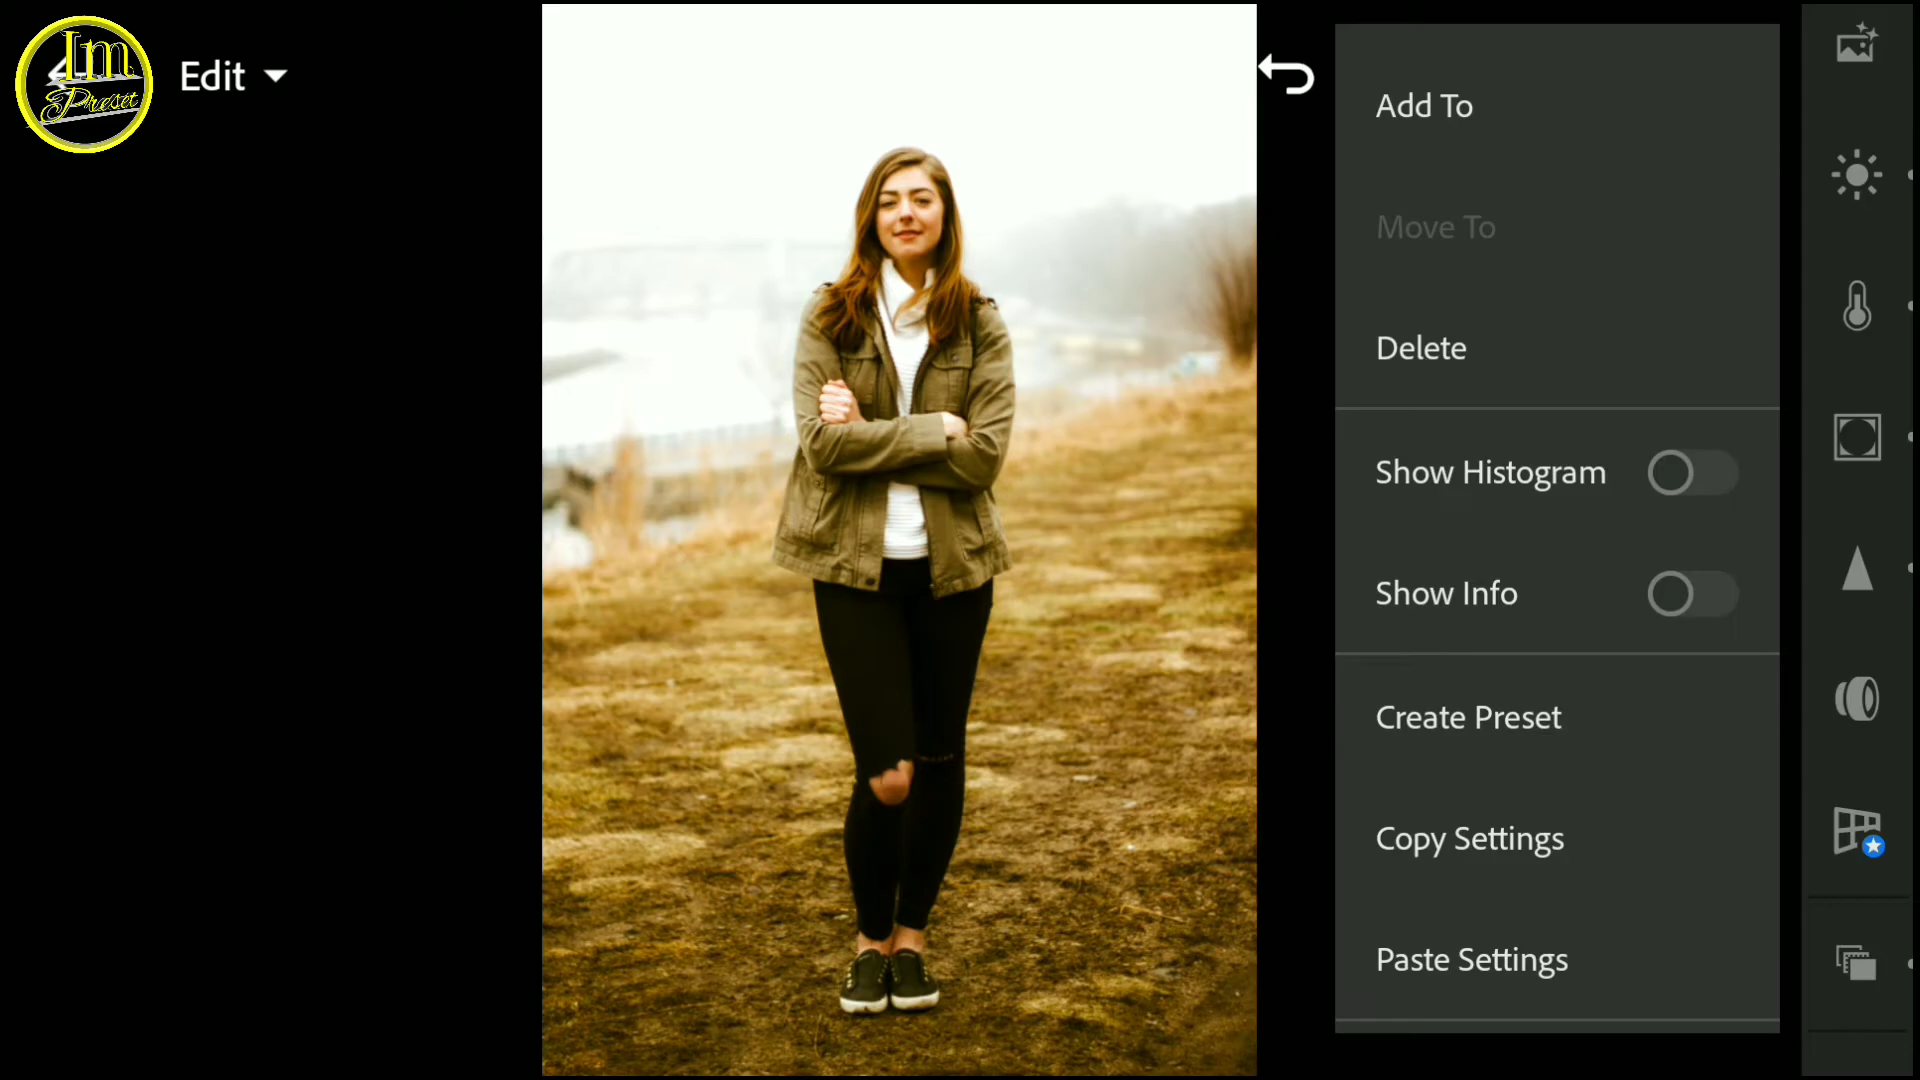 Im
Preset
Edit
Add To
Move To
Delete
Show Histogram
Show Info
Create Preset
Copy Settings
Paste Settings